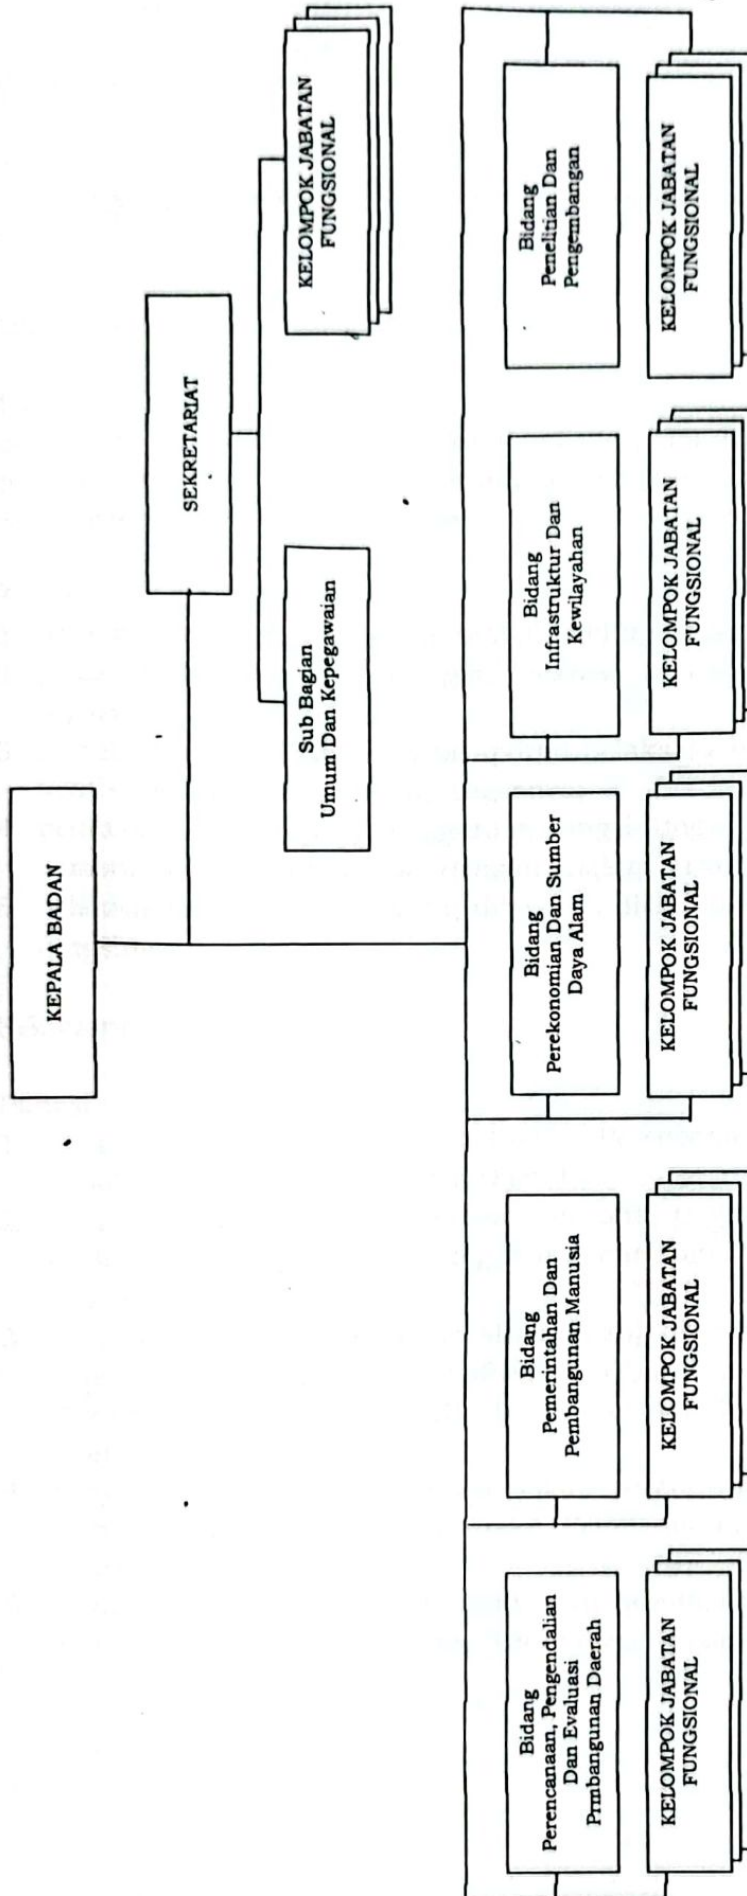 KEPALA BADAN
SEKRETARIAT
Sub Bagian
Umum Dan Kepegawaian
KELOMPOK JABATAN
FUNGSIONAL
Bidang
Perencanaan, Pengendalian
Dan Evaluasi
Prmbangunan Daerah
Bidang
Pemerintahan Dan
Pembangunan Manusia
Bidang
Perekonomian Dan Sumber
Daya Alam
Bidang
Infrastruktur Dan
Kewilayahan
Bidang
Penelitian Dan
Pengembangan
KELOMPOK JABATAN
FUNGSIONAL
KELOMPOK JABATAN
FUNGSIONAL
KELOMPOK JABATAN
FUNGSIONAL
KELOMPOK JABATAN
FUNGSIONAL
KELOMPOK JABATAN
FUNGSIONAL